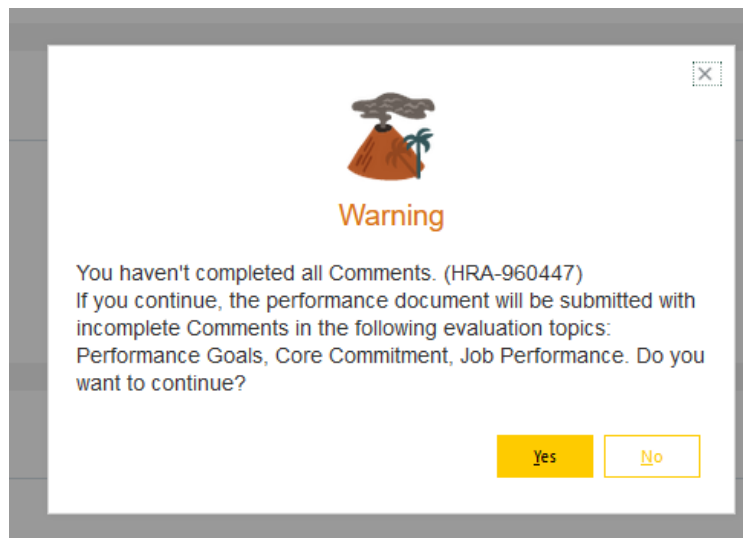 Warning
You haven't completed all Comments. (HRA-960447)
If you continue, the performance document will be submitted with
incomplete Comments in the following evaluation topics:
Performance Goals, Core Commitment, Job Performance. Do you
want to continue?
Yes
No